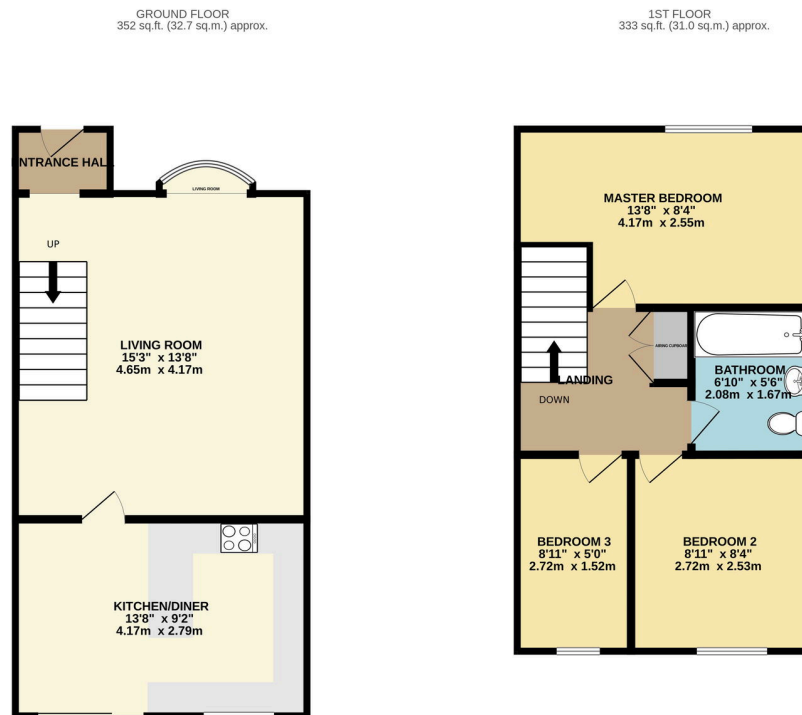 GROUND FLOOR
352 sq.ft. (32.7 sq.m.) approx.
ENTRANCE HALL
LIVING ROOM
UP
LIVING ROOM
15'3" x 13'8"
4.65m x 4.17m
KITCHEN/DINER
13'8" x 9'2"
4.17m x 2.79m
1ST FLOOR
333 sq.ft. (31.0 sq.m.) approx.
MASTER BEDROOM
13'8" x 8'4"
4.17m x 2.55m
AIRING CUPBOARD
BATHROOM
6'10" x 5'6"
2.08m x 1.67m
LANDING
DOWN
BEDROOM 3
8'11" x 5'0"
2.72m x 1.52m
BEDROOM 2
8'11" x 8'4"
2.72m x 2.53m